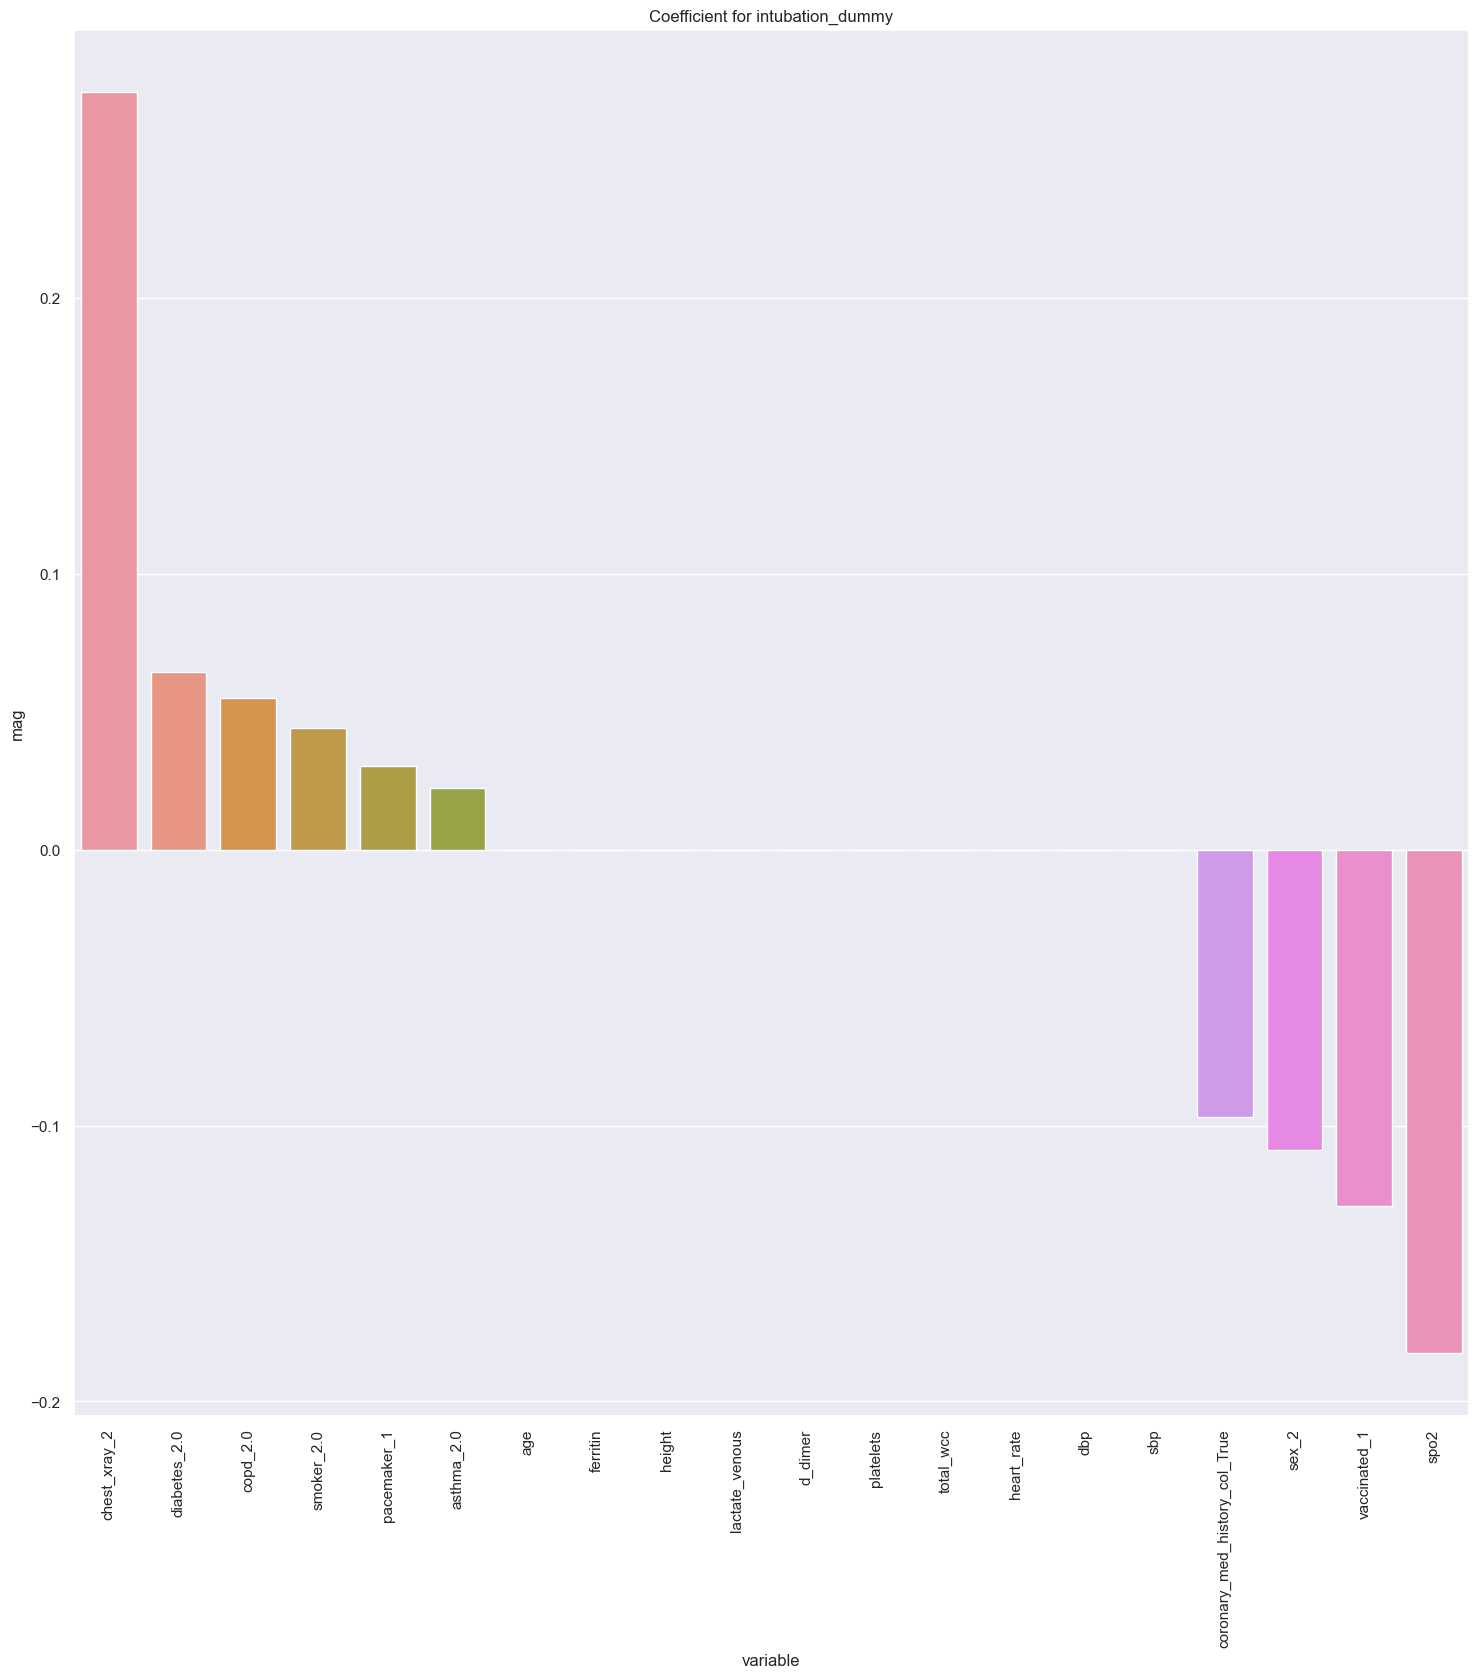 Coefficient for intubation_dummy
mag
0.2
0.1
0.0
−0.1
−0.2
chest_xray_2
diabetes_2.0
copd_2.0
smoker_2.0
pacemaker_1
asthma_2.0
age
ferritin
height
lactate_venous
d_dimer
platelets
total_wcc
heart_rate
dbp
sbp
coronary_med_history_col_True
sex_2
vaccinated_1
spo2
variable